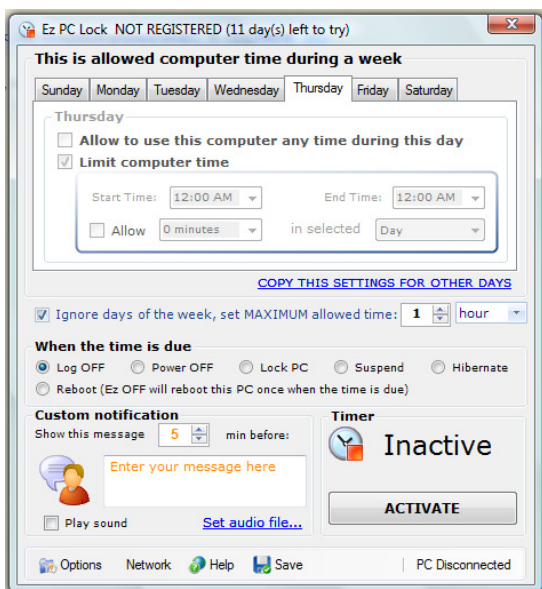 Ez PC Lock NOT REGISTERED (11 day(s) left to try)
This is allowed computer time during a week
Sunday Monday Tuesday Wednesday Thursday Friday Saturday
Thursday
Allow to use this computer any time during this day
Limit computer time
Start Time: 12:00 AM End Time: 12:00 AM
Allow 0 minutes in selected Day
COPY THIS SETTINGS FOR OTHER DAYS
Ignore days of the week, set MAXIMUM allowed time: 1 hour
When the time is due
Log OFF Power OFF Lock PC Suspend Hibernate
Reboot (Ez OFF will reboot this PC once when the time is due)
Custom notification
Show this message 5 min before:
Enter your message here
Play sound Set audio file...
Timer
Inactive
ACTIVATE
Options Network Help Save PC Disconnected